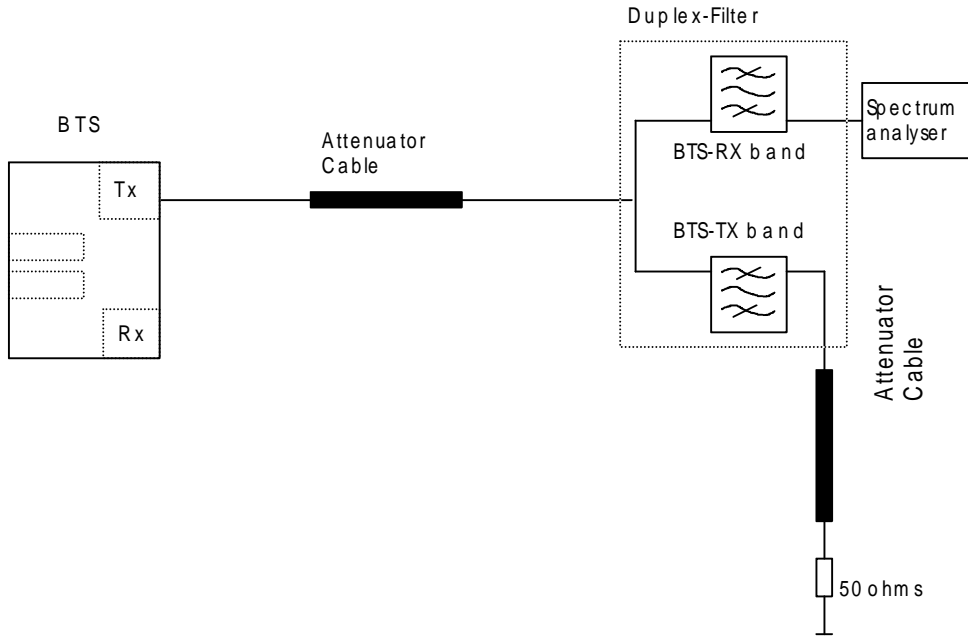 Duplex-Filter
BTS
Tx
Rx
Attenuator
Cable
BTS-RX band
Spectrum
analyser
BTS-TX band
Attenuator
Cable
50 ohms